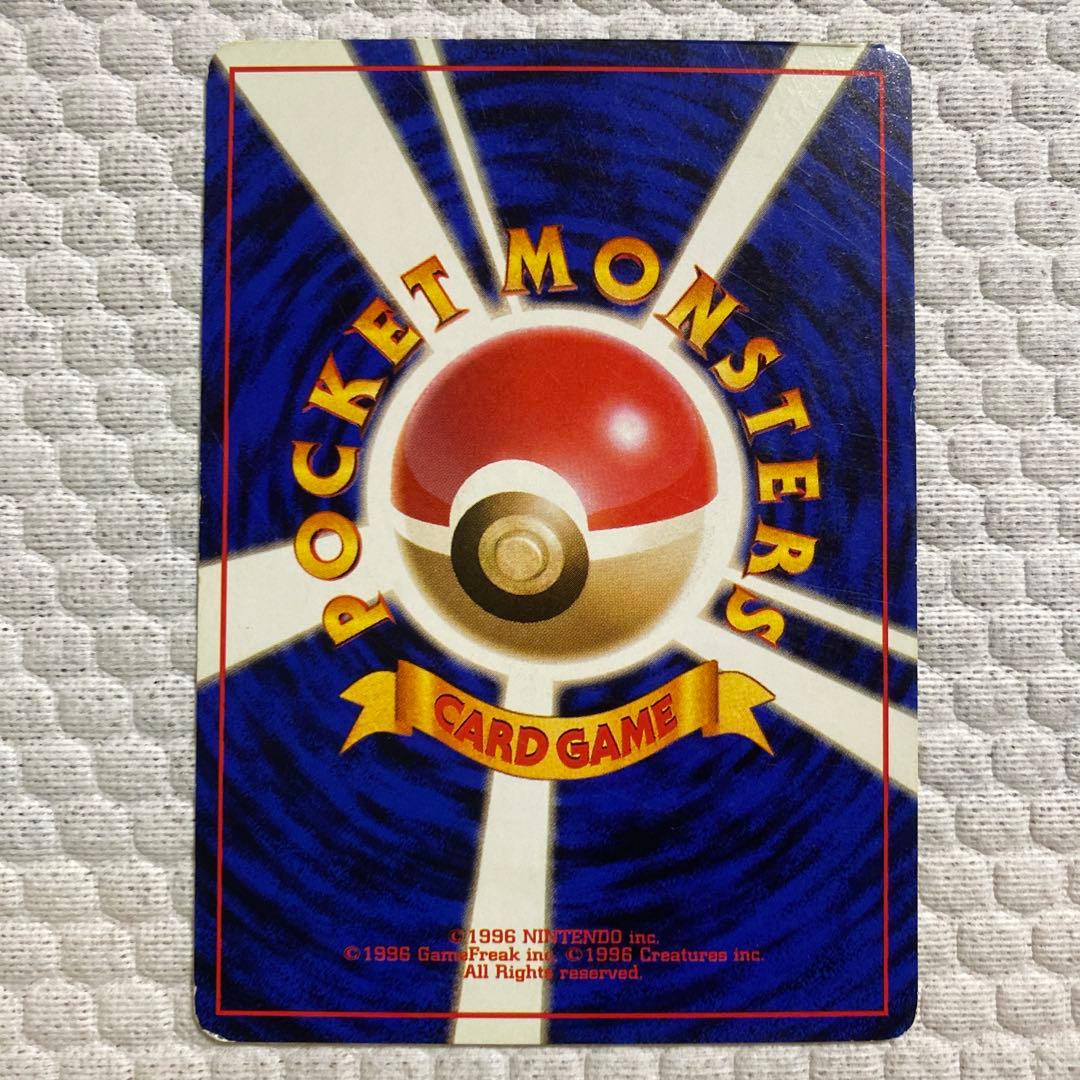 POCKET MONSTERS
CARD GAME
©1996 NINTENDO inc.
©1996 GameFreak inc. ©1996 Creatures inc.
All Rights reserved.